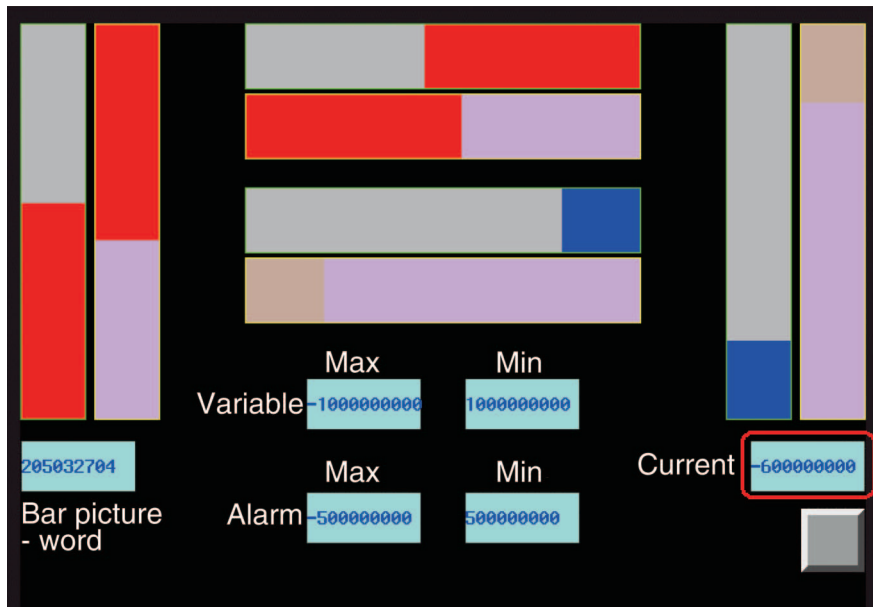 Max Min
Variable -1000000000 1000000000
205032704
Current -600000000
Max Min
Bar picture
- word
Alarm -500000000 500000000